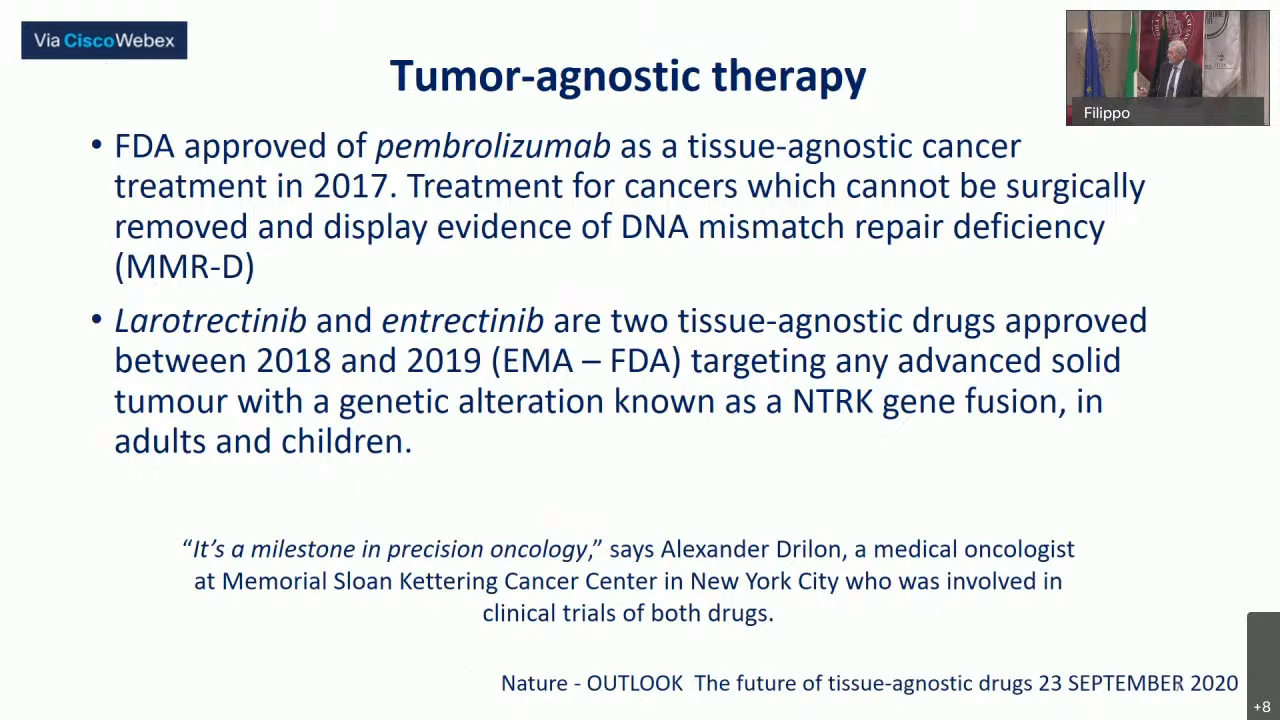 Via CiscoWebex
Tumor-agnostic therapy
Filippo
• FDA approved of pembrolizumab as a tissue-agnostic cancer
treatment in 2017. Treatment for cancers which cannot be surgically
removed and display evidence of DNA mismatch repair deficiency
(MMR-D)
• Larotrectinib and entrectinib are two tissue-agnostic drugs approved
between 2018 and 2019 (EMA – FDA) targeting any advanced solid
tumour with a genetic alteration known as a NTRK gene fusion, in
adults and children.
“It’s a milestone in precision oncology,” says Alexander Drilon, a medical oncologist
at Memorial Sloan Kettering Cancer Center in New York City who was involved in
clinical trials of both drugs.
Nature - OUTLOOK The future of tissue-agnostic drugs 23 SEPTEMBER 2020
+8